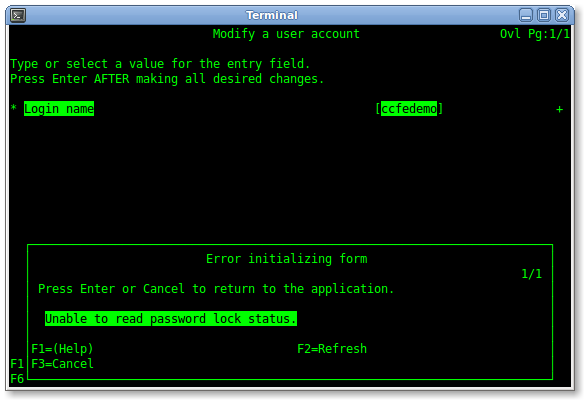 Terminal
Modify a user account Ovl Pg:1/1
Type or select a value for the entry field.
Press Enter AFTER making all desired changes.
* Login name [ccfedemo] +
Error initializing form
1/1
Press Enter or Cancel to return to the application.
Unable to read password lock status.
F1=(Help) F2=Refresh
F1 F3=Cancel
F6